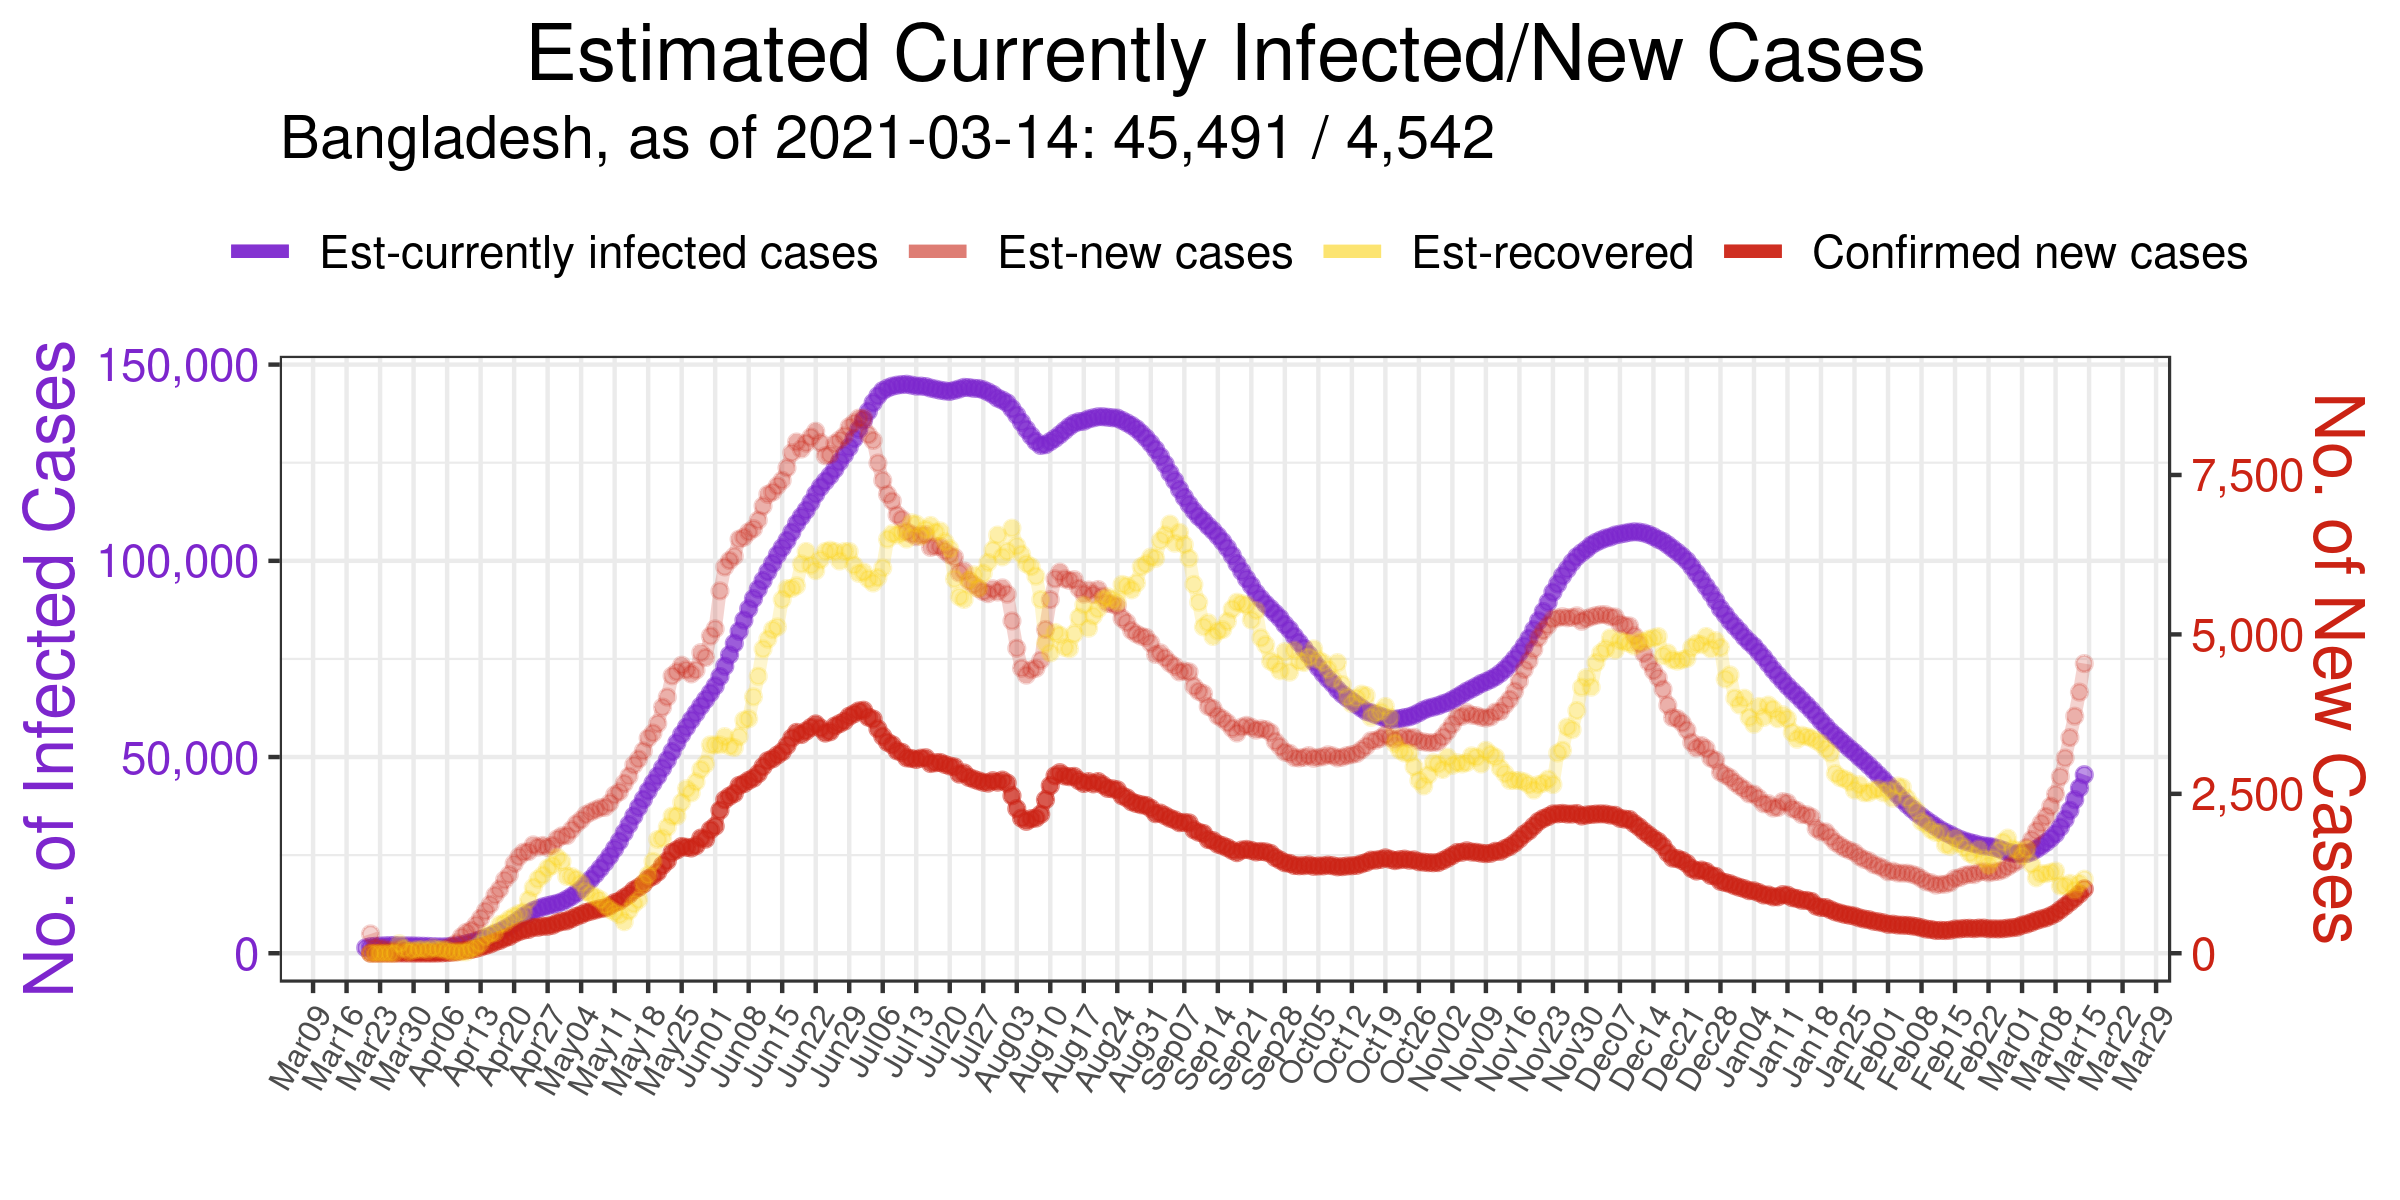 Estimated Currently Infected/New Cases
Bangladesh, as of 2021-03-14: 45,491 / 4,542
Est-currently infected cases Est-new cases Est-recovered Confirmed new cases
No. of Infected Cases
150,000
100,000
50,000
0
7,500
5,000
2,500
0
No. of New Cases
Mar09 Mar16 Mar23 Mar30 Apr06 Apr13 Apr20 Apr27 May04 May11 May18 May25 Jun01 Jun08 Jun15 Jun22 Jun29 Jul06 Jul13 Jul20 Jul27 Aug03 Aug10 Aug17 Aug24 Aug31 Sep07 Sep14 Sep21 Sep28 Oct05 Oct12 Oct19 Oct26 Nov02 Nov09 Nov16 Nov23 Nov30 Dec07 Dec14 Dec21 Dec28 Jan04 Jan11 Jan18 Jan25 Feb01 Feb08 Feb15 Feb22 Mar01 Mar08 Mar15 Mar22 Mar29